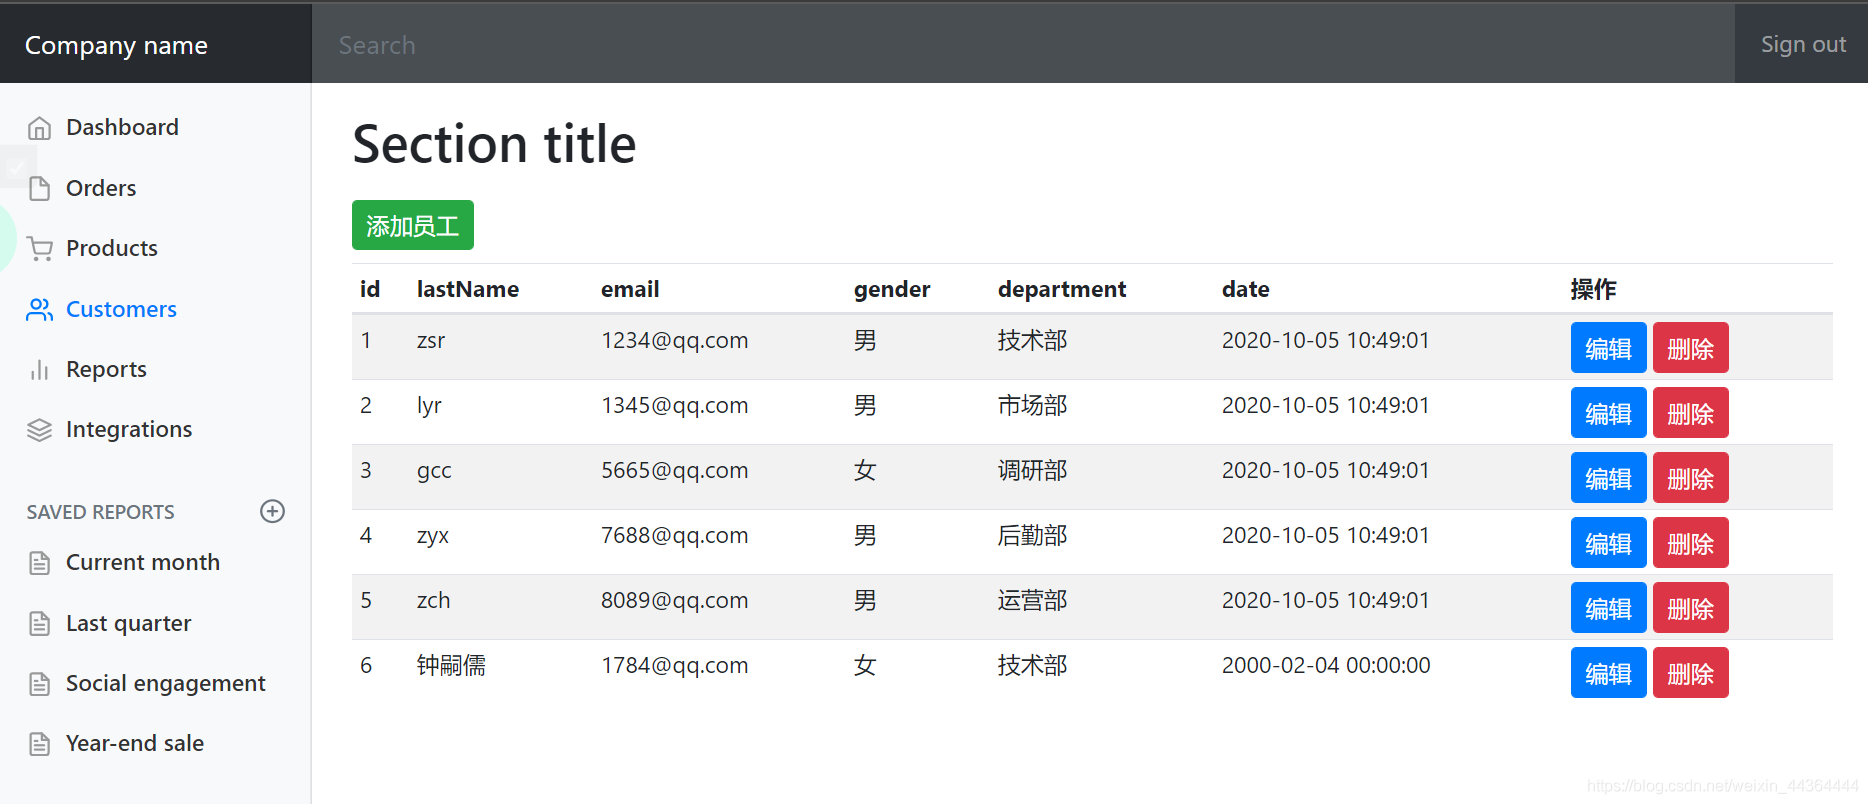 Company name
Search
Sign out
Dashboard
Orders
Products
Customers
Reports
Integrations
SAVED REPORTS
Current month
Last quarter
Social engagement
Year-end sale
Section title
添加员工
id lastName email gender department date 操作
1 zsr 1234@qq.com 男 技术部 2020-10-05 10:49:01 编辑 删除
2 lyr 1345@qq.com 男 市场部 2020-10-05 10:49:01 编辑 删除
3 gcc 5665@qq.com 女 调研部 2020-10-05 10:49:01 编辑 删除
4 zyx 7688@qq.com 男 后勤部 2020-10-05 10:49:01 编辑 删除
5 zch 8089@qq.com 男 运营部 2020-10-05 10:49:01 编辑 删除
6 钟嗣儒 1784@qq.com 女 技术部 2000-02-04 00:00:00 编辑 删除
https://blog.csdn.net/weixin_44364444